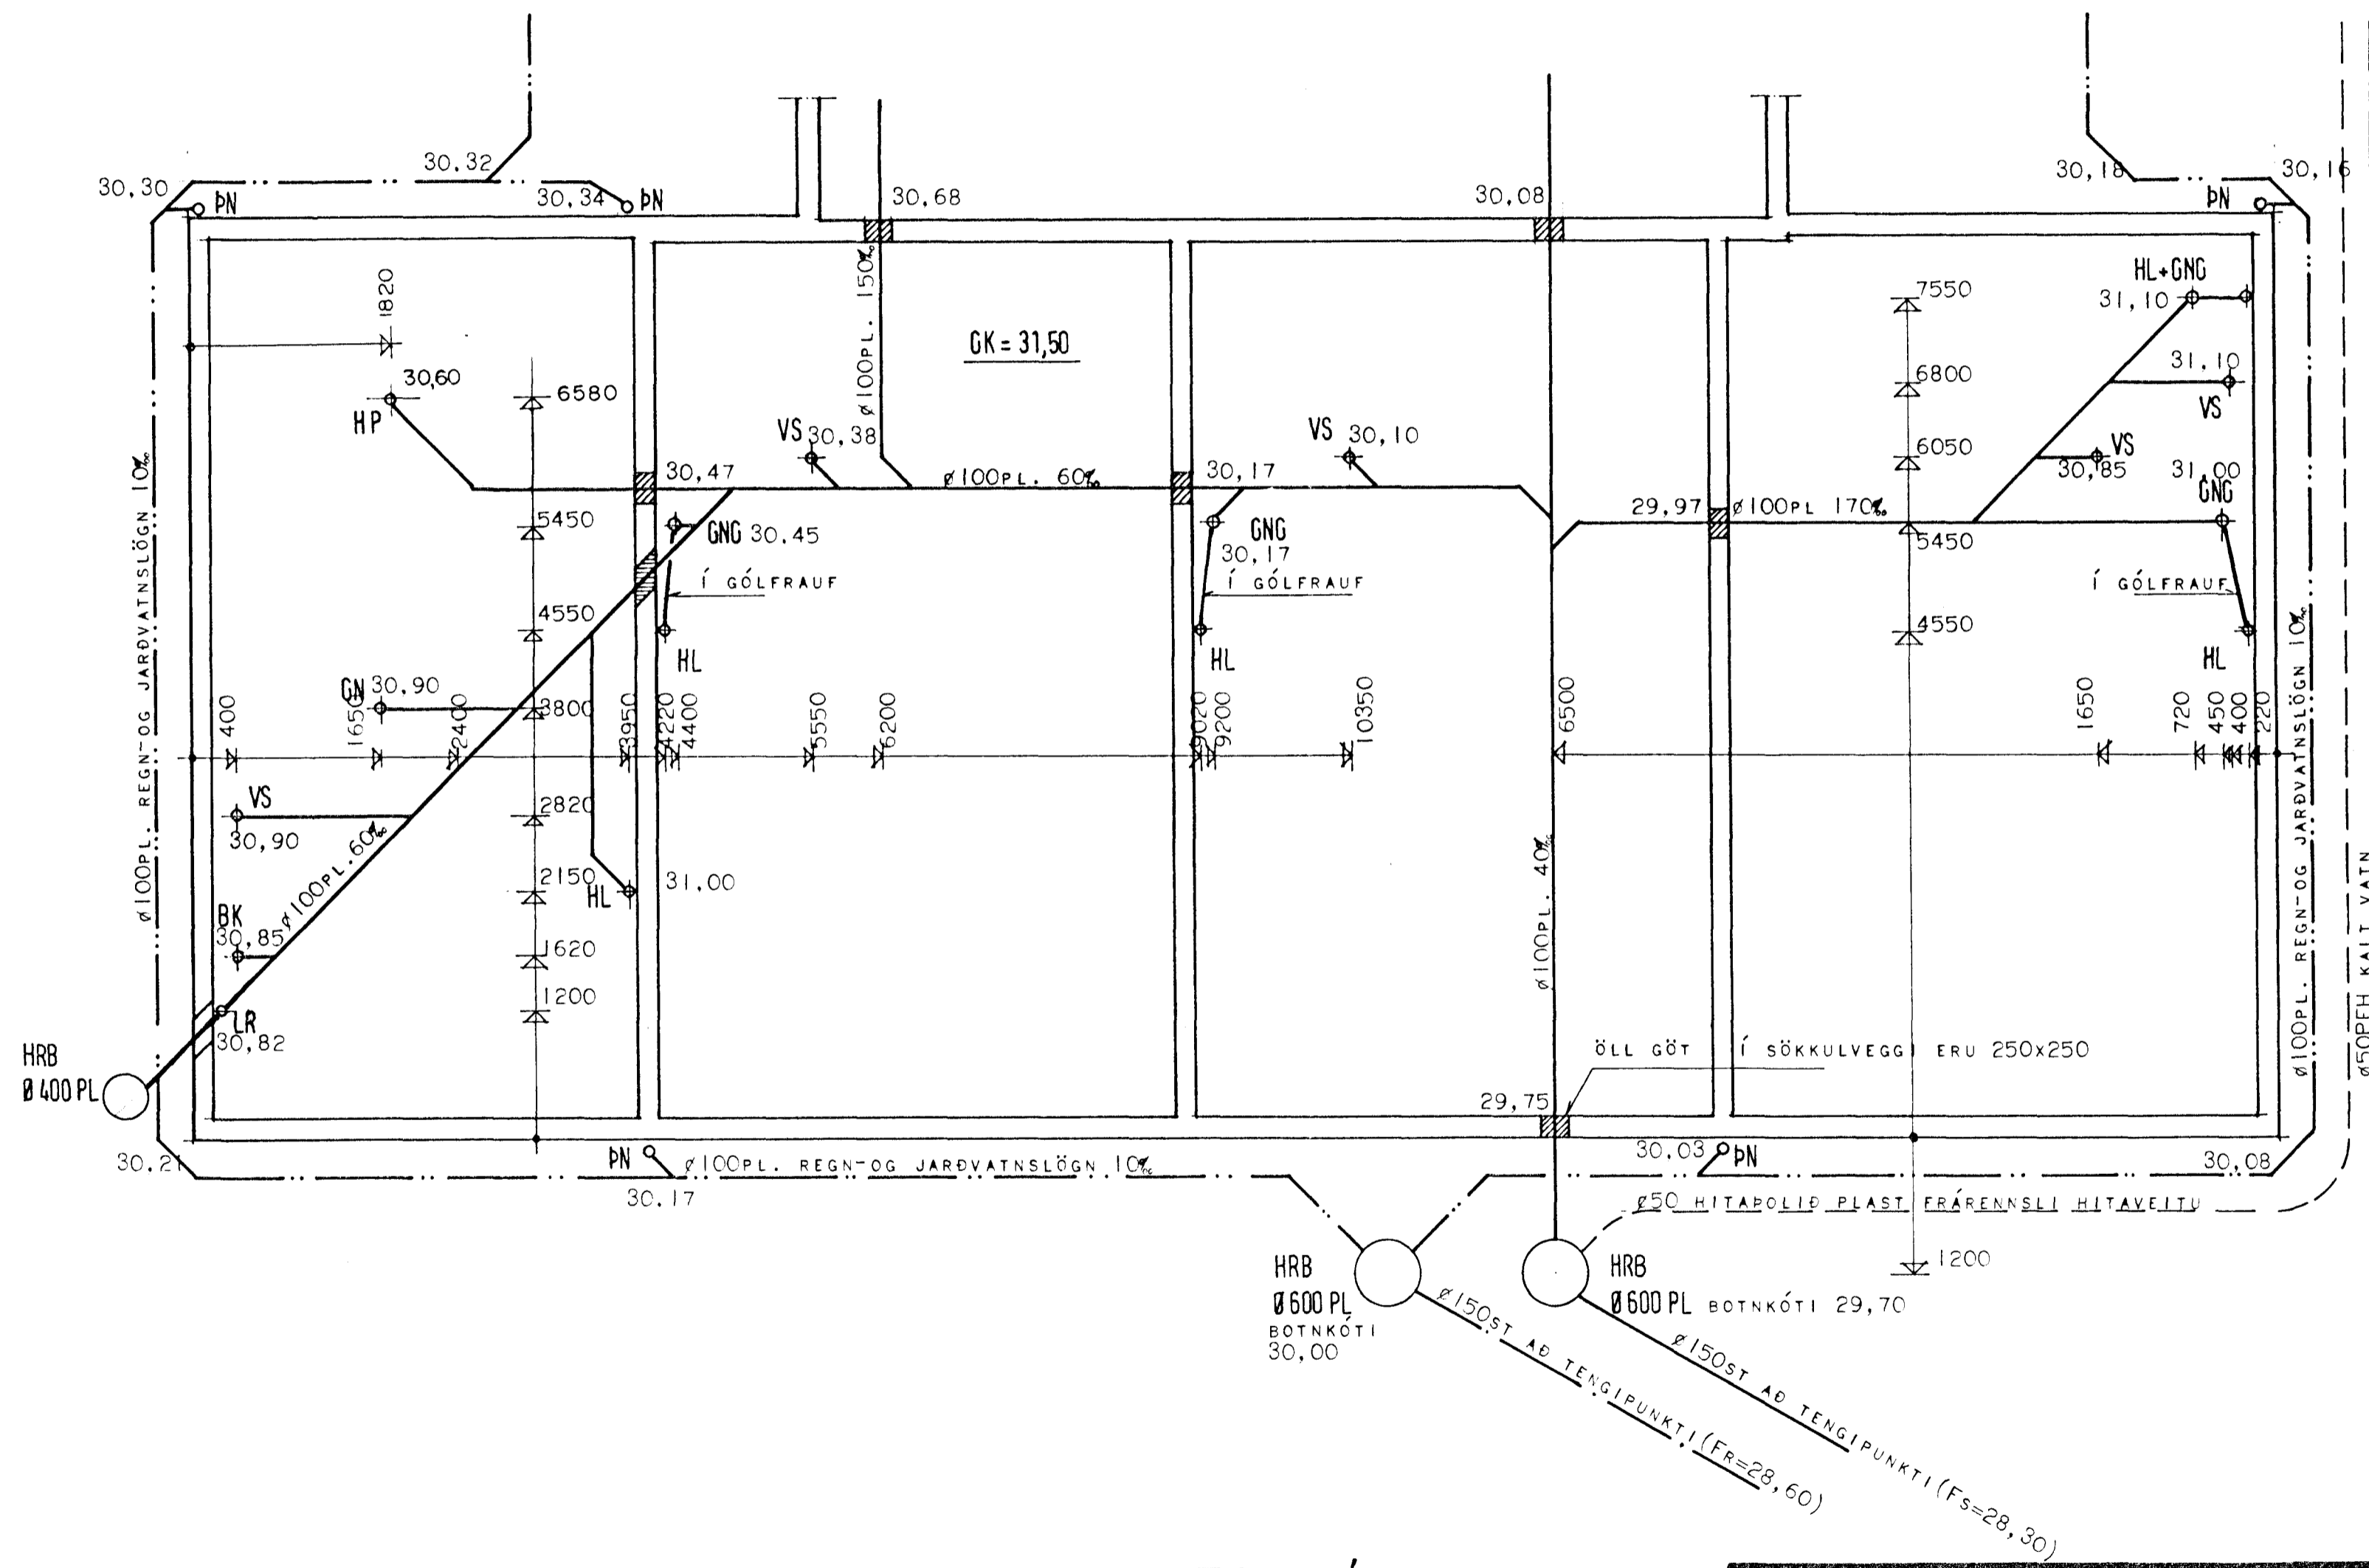 30,30
ÞN
30,32
30,34
ÞN
30,68
30,08
30,18
30,16
ÞN
1820
30,60
HP
6580
ø100PL. 150‰
GK = 31,50
VS 30,38
VS 30,10
HL+GNG
31,10
7550
6800
31,10
VS
6050
VS
30,85
31,00
GNG
30,47
ø100PL. 60‰
30,17
29,97
ø100PL 170‰
5450
GNG 30.45
GNG
30,17
5450
Í GÓLFRAUF
Í GÓLFRAUF
Í GÓLFRAUF
4550
HL
HL
4550
HL
ø100PL. REGN-OG JARÐVATNSLÖGN 10‰
GN 30,90
3800
400
1650
2400
3950
4220
4400
5550
6200
9020
9200
10350
6500
1650
720
450
400
220
VS
30,90
2820
ø100PL. 60‰
2150
HL
31,00
BK
30,85
1620
1200
LR
30,82
ø100PL. 40‰
ø100PL. REGN-OG JARÐVATNSLÖGN 10‰
ø50PEH KALT VATN
HRB
Ø 400 PL
ÖLL GÖT Í SÖKKULVEGGI ERU 250x250
29,75
30.21
ÞN
ø100PL. REGN-OG JARÐVATNSLÖGN 10‰
30.17
30.03
ÞN
30,08
ø50 HITAÞOLIÐ PLAST FRÁRENNSLI HITAVEITU
1200
HRB
Ø600 PL
BOTNKÓTI
30,00
HRB
Ø600 PL BOTNKÓTI 29,70
ø150ST AÐ TENGIPUNKTI (FR=28,60)
ø150ST AÐ TENGIPUNKTI (FS=28,30)